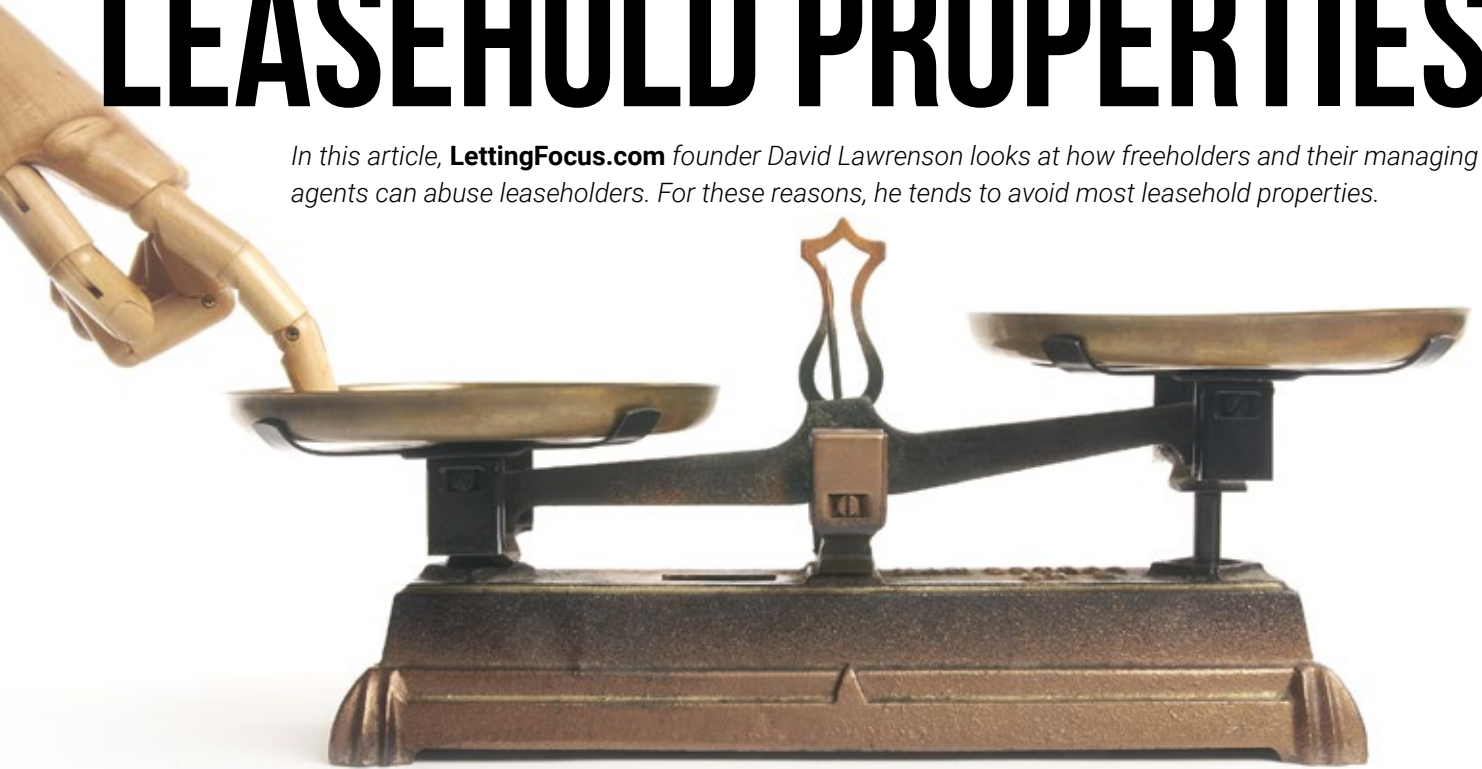 LEASEHOLD PROPERTIES
In this article, LettingFocus.com founder David Lawrenson looks at how freeholders and their managing
agents can abuse leaseholders. For these reasons, he tends to avoid most leasehold properties.